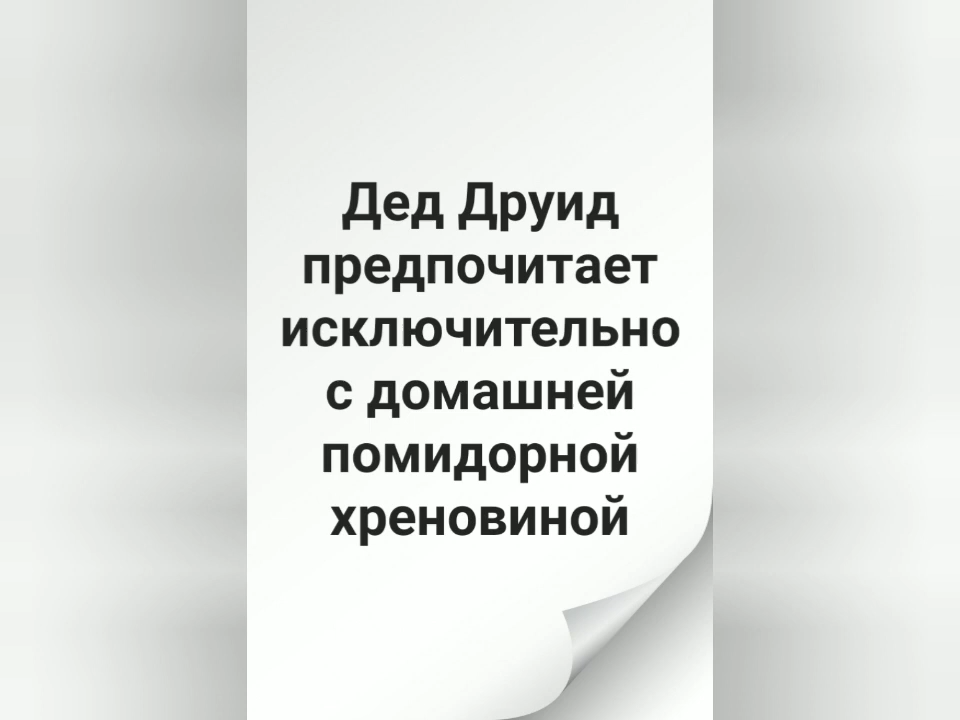 Дед Друид
предпочитает
исключительно
с домашней
помидорной
хреновиной